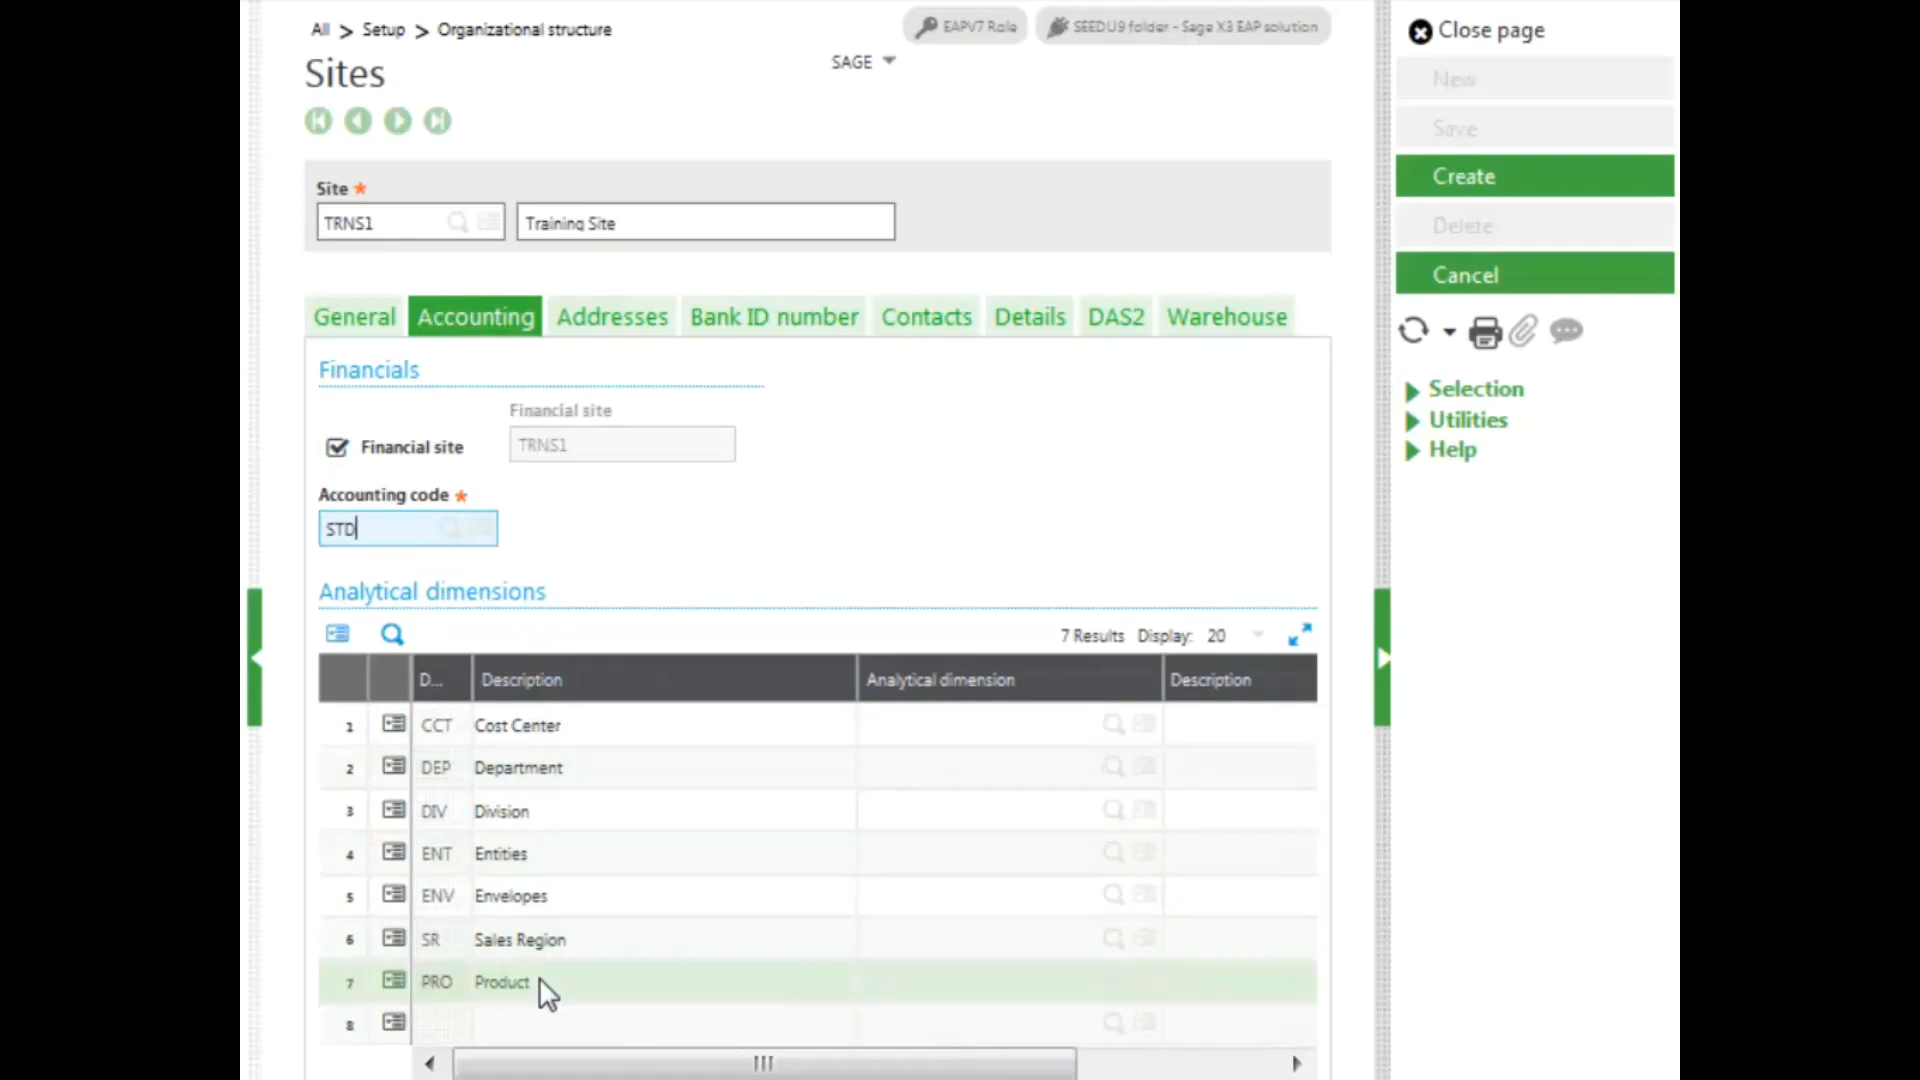 All > Setup > Organizational structure
EAPV7 Role
SEEDU9 folder - Sage X3 EAP solution
Close page
Sites
SAGE
New
Save
Create
Delete
Cancel
Site *
TRNS1
Training Site
General
Accounting
Addresses
Bank ID number
Contacts
Details
DAS2
Warehouse
Selection
Utilities
Help
Financials
Financial site
Financial site
TRNS1
Accounting code *
STD
Analytical dimensions
7 Results Display: 20
D... Description Analytical dimension Description
1 CCT Cost Center
2 DEP Department
3 DIV Division
4 ENT Entities
5 ENV Envelopes
6 SR Sales Region
7 PRO Product
8